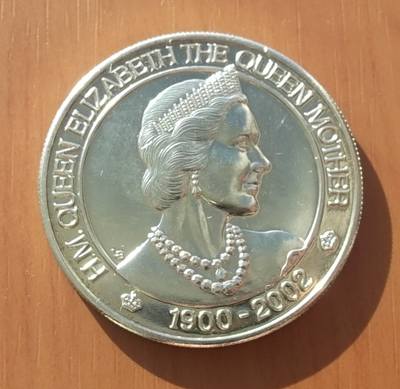 H.M. QUEEN ELIZABETH THE QUEEN MOTHER
1900-2002